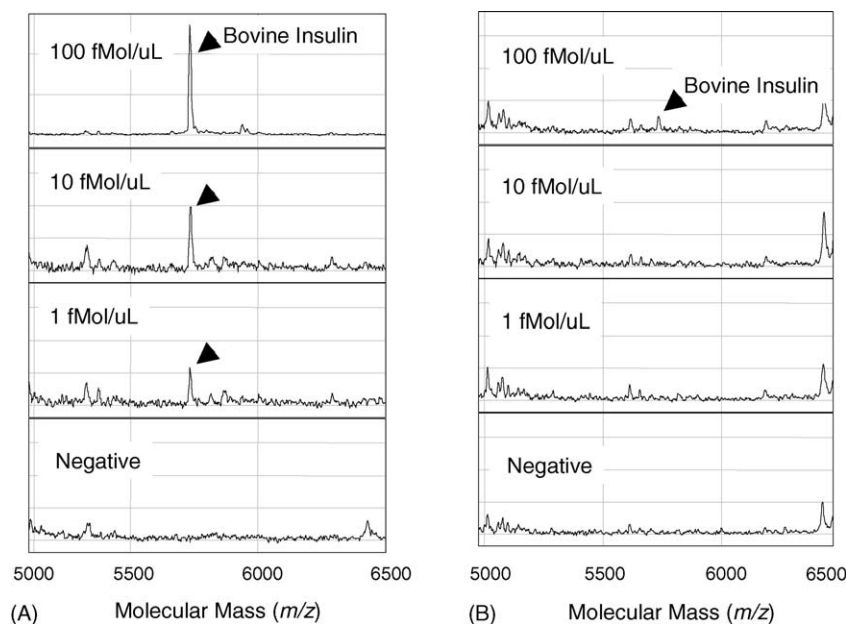 Bovine Insulin
100 fMol/uL
10 fMol/uL
1 fMol/uL
Negative
5000 5500 6000 6500
(A) Molecular Mass (m/z)
100 fMol/uL
Bovine Insulin
10 fMol/uL
1 fMol/uL
Negative
5000 5500 6000 6500
(B) Molecular Mass (m/z)